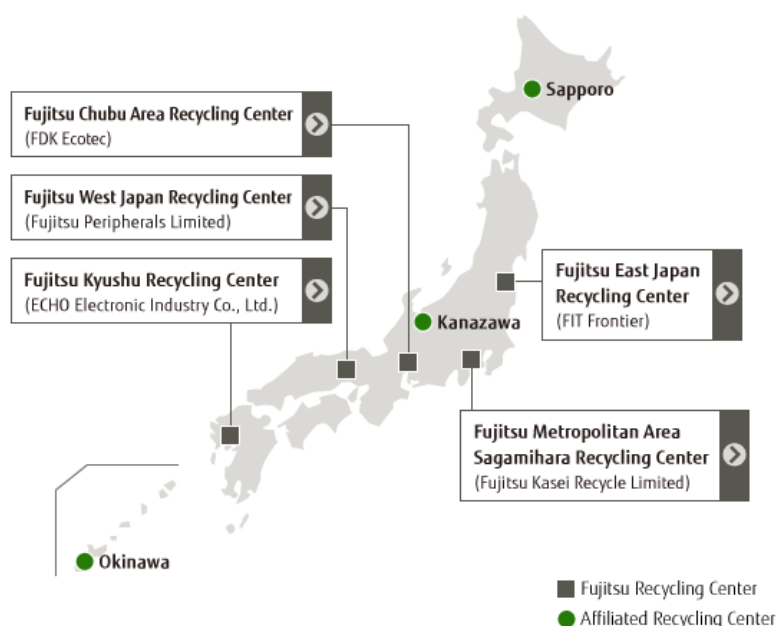 Sapporo
Fujitsu Chubu Area Recycling Center
(FDK Ecotec)
Fujitsu West Japan Recycling Center
(Fujitsu Peripherals Limited)
Fujitsu Kyushu Recycling Center
(ECHO Electronic Industry Co., Ltd.)
Fujitsu East Japan
Recycling Center
(FIT Frontier)
Kanazawa
Fujitsu Metropolitan Area
Sagamihara Recycling Center
(Fujitsu Kasei Recycle Limited)
Okinawa
Fujitsu Recycling Center
Affiliated Recycling Center